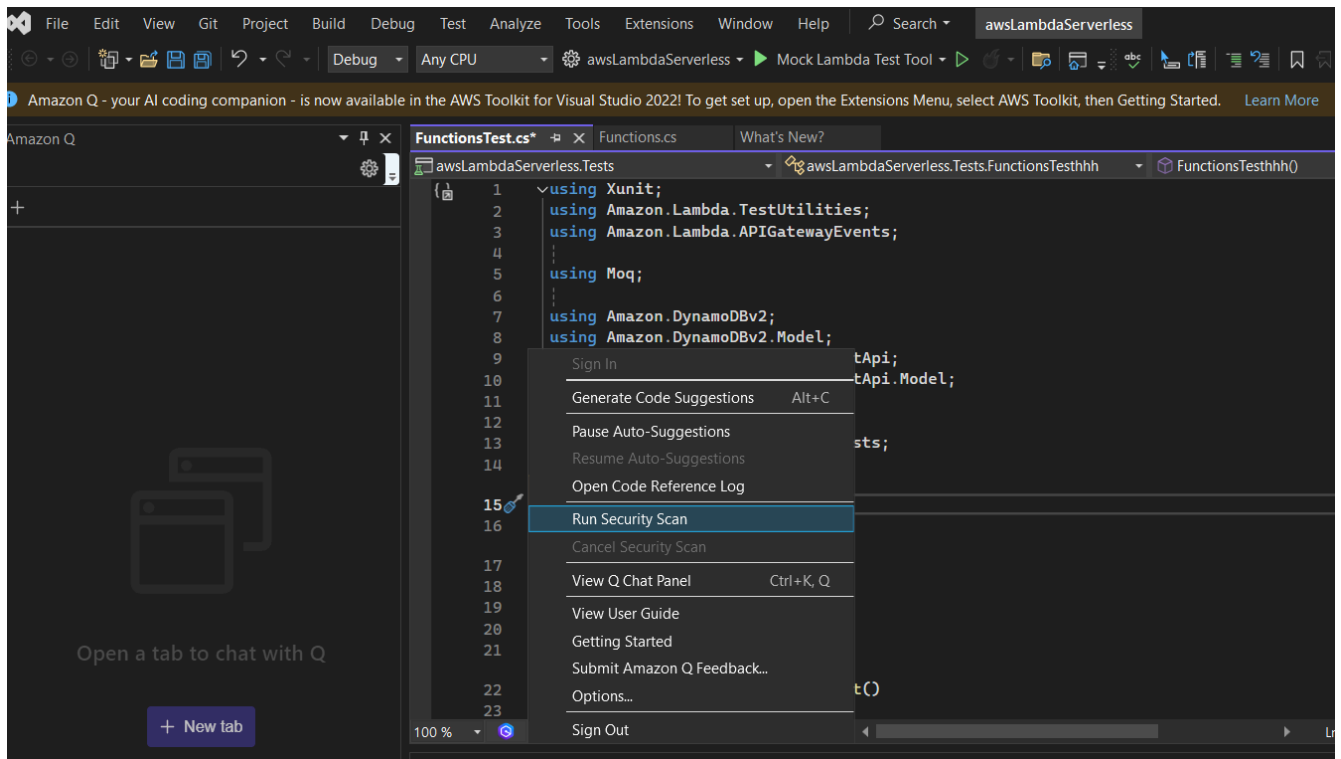 File Edit View Git Project Build Debug Test Analyze Tools Extensions Window Help Search awsLambdaServerless
Debug Any CPU awsLambdaServerless Mock Lambda Test Tool abc
Amazon Q - your AI coding companion - is now available in the AWS Toolkit for Visual Studio 2022! To get set up, open the Extensions Menu, select AWS Toolkit, then Getting Started. Learn More
Amazon Q
+
Open a tab to chat with Q
+ New tab
FunctionsTest.cs* Functions.cs What's New?
awsLambdaServerless.Tests awsLambdaServerless.Tests.FunctionsTesthhh FunctionsTesthhh()
1 using Xunit;
2 using Amazon.Lambda.TestUtilities;
3 using Amazon.Lambda.APIGatewayEvents;
4
5 using Moq;
6
7 using Amazon.DynamoDBv2;
8 using Amazon.DynamoDBv2.Model;
9 tApi;
10 tApi.Model;
11
12
13 sts;
14
15
16
17
18
19
20
21
22 t()
23
Sign In
Generate Code Suggestions Alt+C
Pause Auto-Suggestions
Resume Auto-Suggestions
Open Code Reference Log
Run Security Scan
Cancel Security Scan
View Q Chat Panel Ctrl+K, Q
View User Guide
Getting Started
Submit Amazon Q Feedback...
Options...
Sign Out
100 %